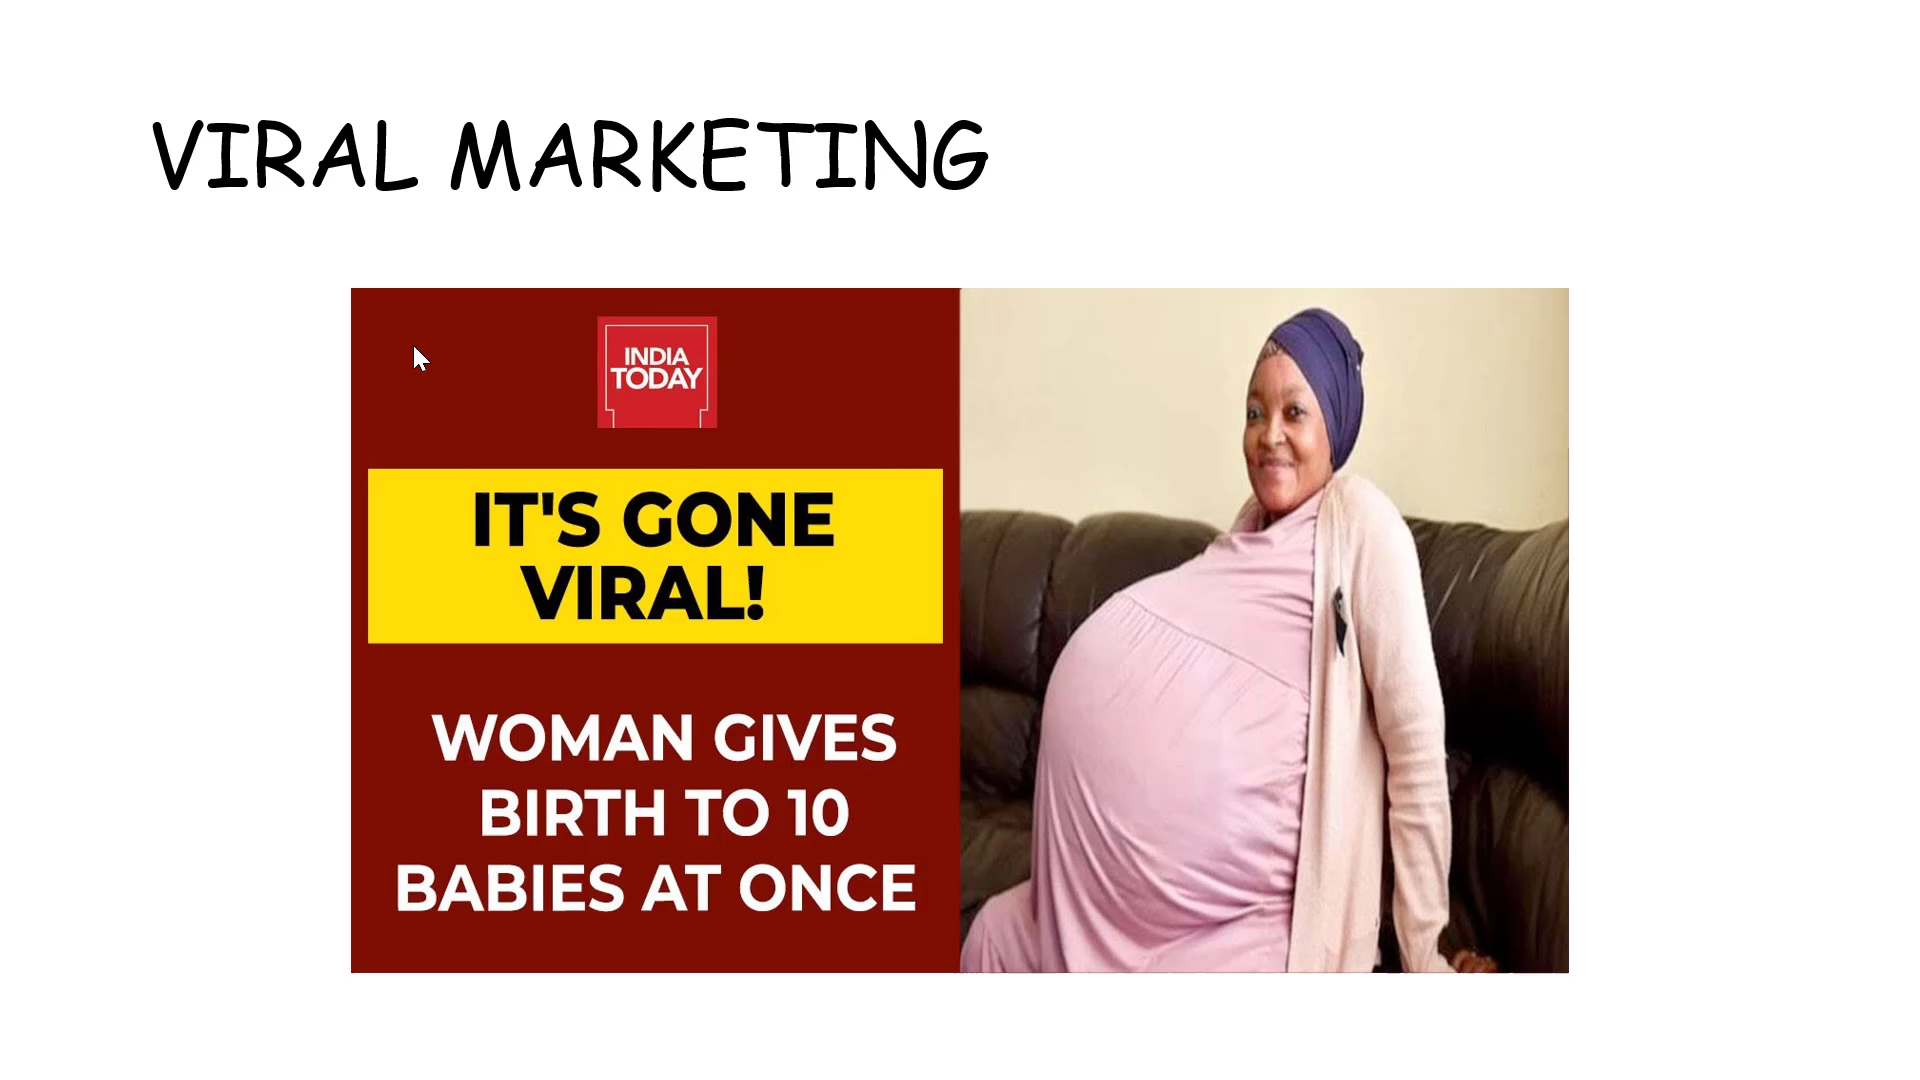 VIRAL MARKETING
INDIA
TODAY
IT'S GONE
VIRAL!
WOMAN GIVES
BIRTH TO 10
BABIES AT ONCE